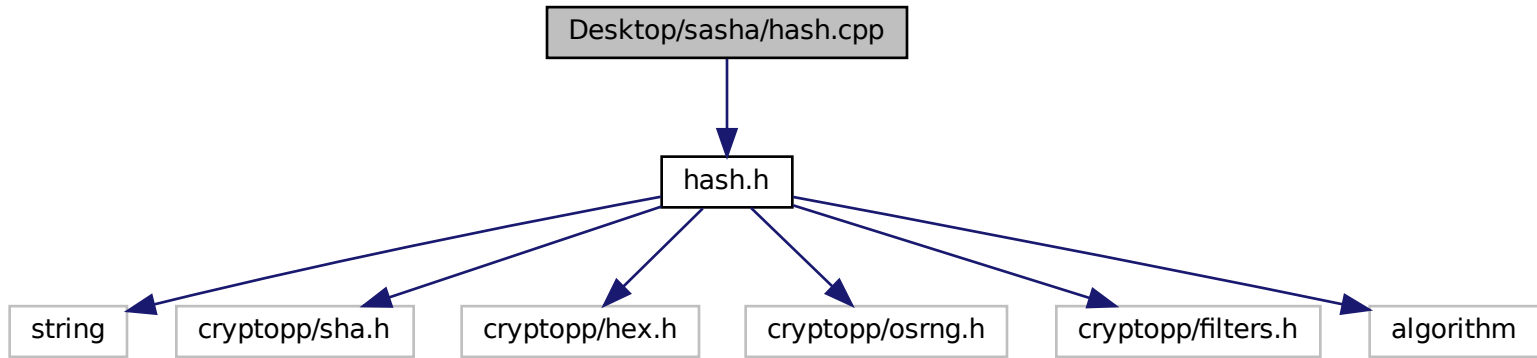 Desktop/sasha/hash.cpp
hash.h
string
cryptopp/sha.h
cryptopp/hex.h
cryptopp/osrng.h
cryptopp/filters.h
algorithm